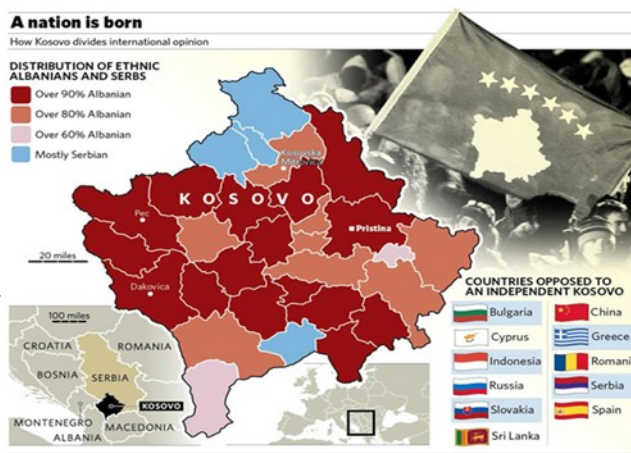 A nation is born
How Kosovo divides international opinion
DISTRIBUTION OF ETHNIC
ALBANIANS AND SERBS
Over 90% Albanian
Over 80% Albanian
Over 60% Albanian
Mostly Serbian
Kosovska
Mitrovica
KOSOVO
Pec
Pristina
20 miles
Dakovica
COUNTRIES OPPOSED TO
AN INDEPENDENT KOSOVO
Bulgaria
China
Cyprus
Greece
Indonesia
Romani
Russia
Serbia
Slovakia
Spain
Sri Lanka
100 miles
CROATIA
ROMANIA
BOSNIA
SERBIA
KOSOVO
MONTENEGRO
MACEDONIA
ALBANIA